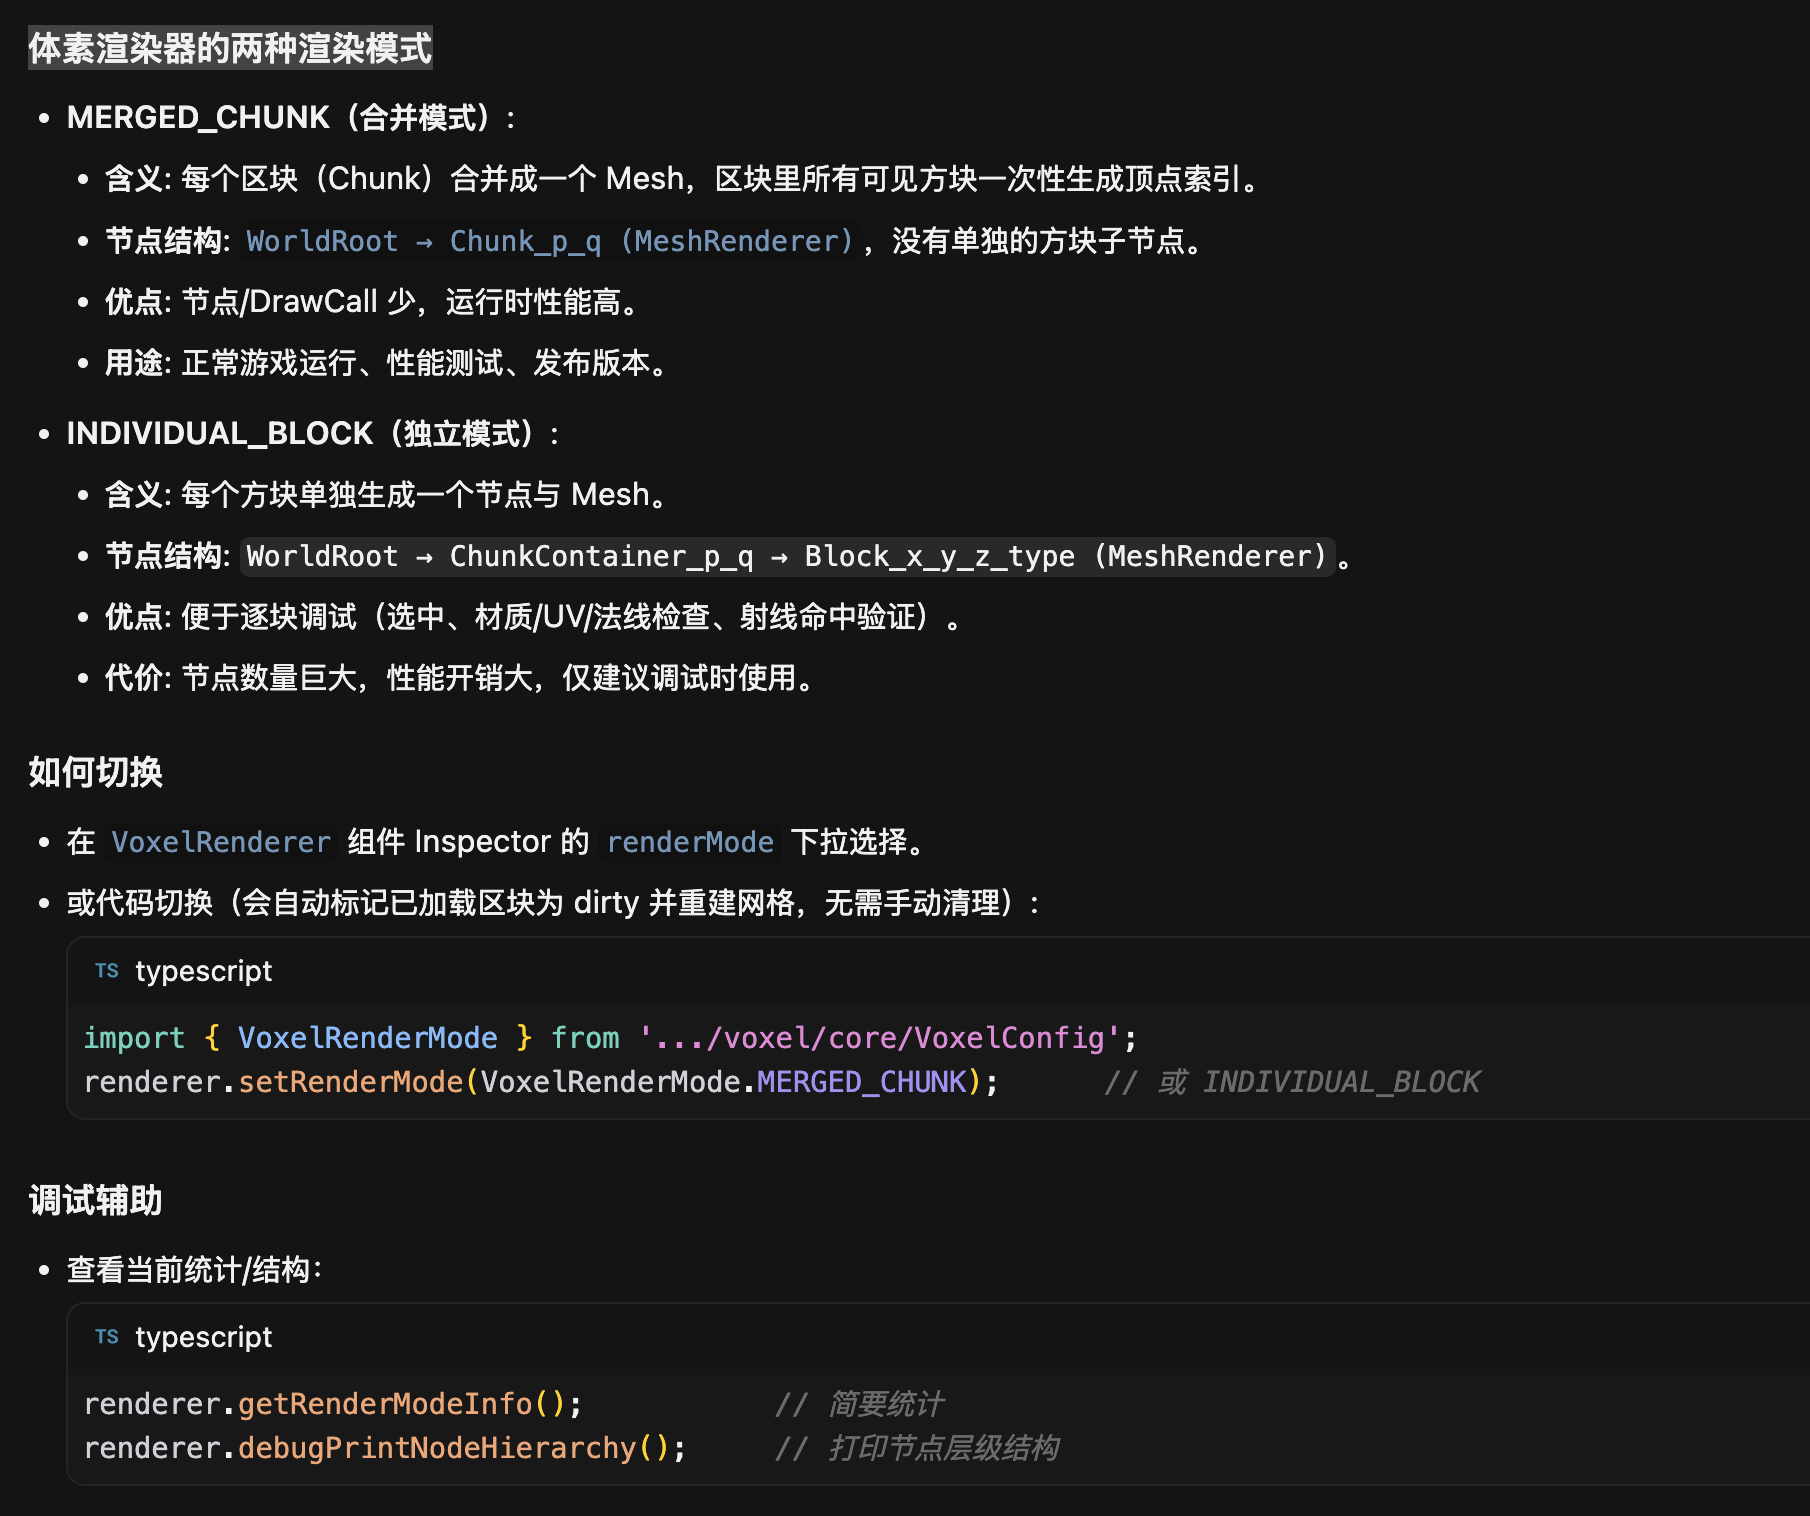 体素渲染器的两种渲染模式
• MERGED_CHUNK（合并模式）:
• 含义: 每个区块（Chunk）合并成一个 Mesh，区块里所有可见方块一次性生成顶点索引。
• 节点结构: WorldRoot → Chunk_p_q (MeshRenderer)，没有单独的方块子节点。
• 优点: 节点/DrawCall 少，运行时性能高。
• 用途: 正常游戏运行、性能测试、发布版本。
• INDIVIDUAL_BLOCK（独立模式）:
• 含义: 每个方块单独生成一个节点与 Mesh。
• 节点结构: WorldRoot → ChunkContainer_p_q → Block_x_y_z_type (MeshRenderer)。
• 优点: 便于逐块调试（选中、材质/UV/法线检查、射线命中验证）。
• 代价: 节点数量巨大，性能开销大，仅建议调试时使用。
如何切换
• 在 VoxelRenderer 组件 Inspector 的 renderMode 下拉选择。
• 或代码切换（会自动标记已加载区块为 dirty 并重建网格，无需手动清理）:
TS typescript
import { VoxelRenderMode } from '.../voxel/core/VoxelConfig';
renderer.setRenderMode(VoxelRenderMode.MERGED_CHUNK); // 或 INDIVIDUAL_BLOCK
调试辅助
• 查看当前统计/结构:
TS typescript
renderer.getRenderModeInfo(); // 简要统计
renderer.debugPrintNodeHierarchy(); // 打印节点层级结构